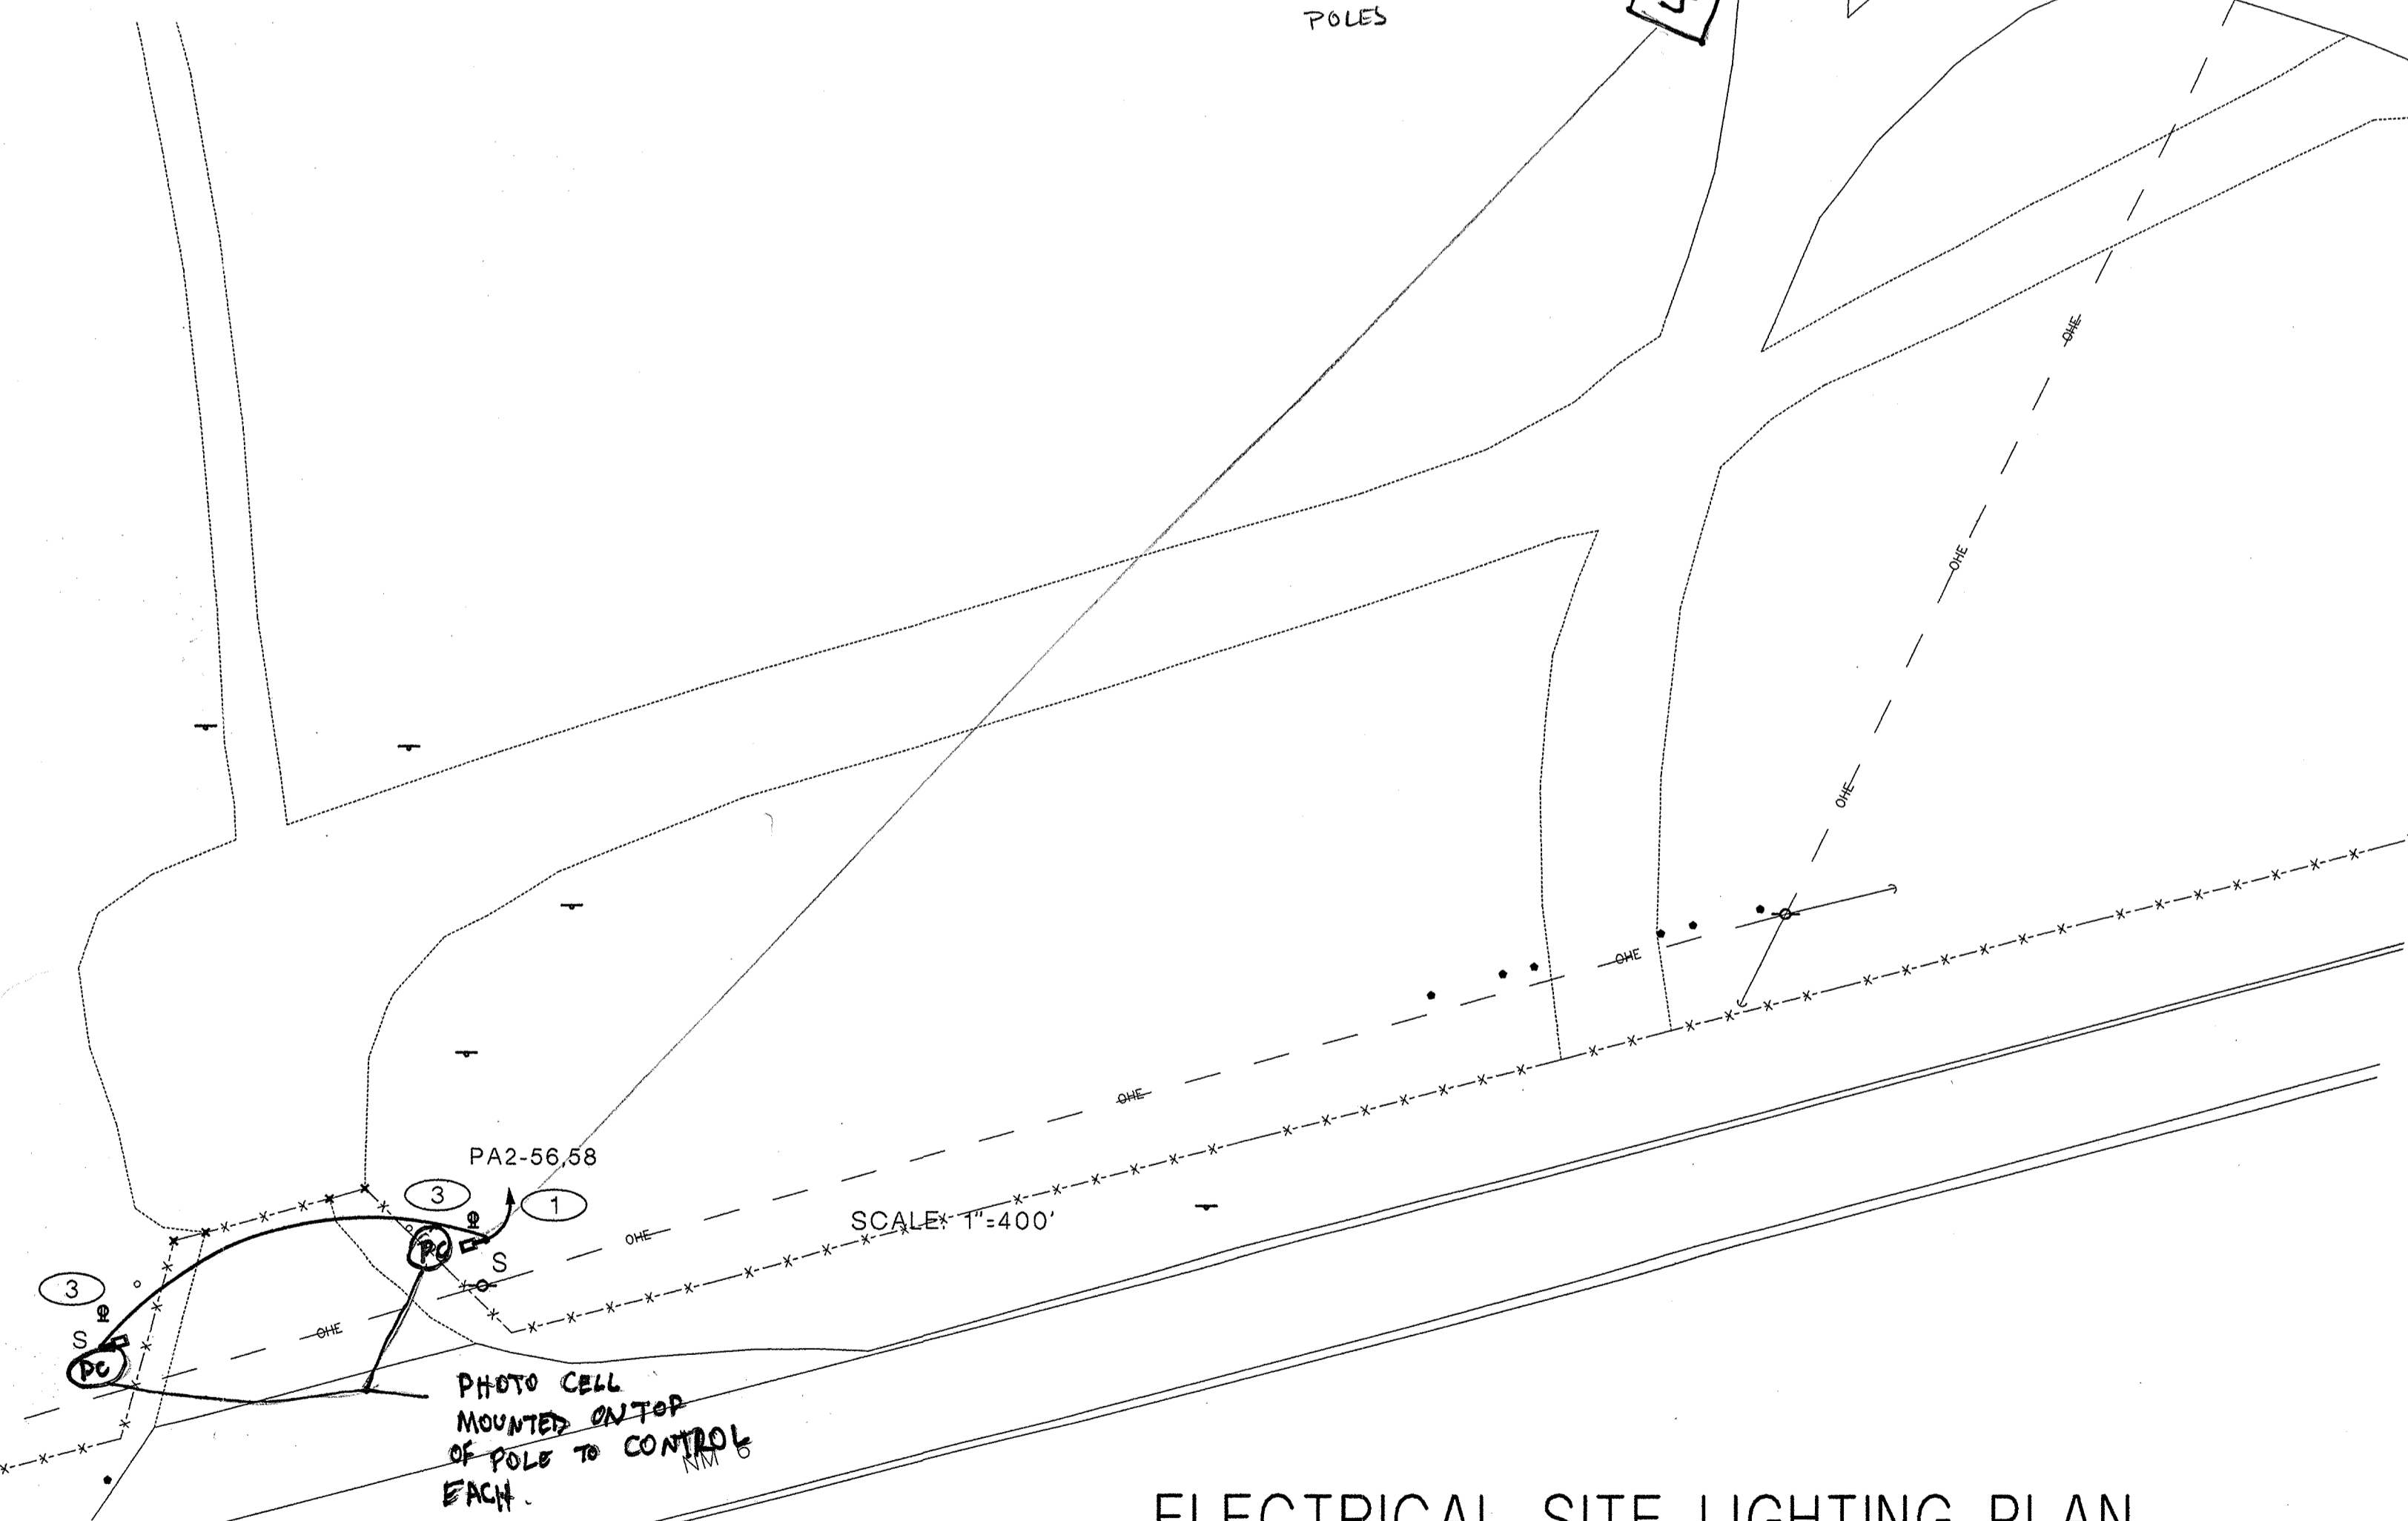 POLES
OHE
OHE
OHE
OHE
OHE
PA2-56,58
3
1
SCALE: 1"=400'
OHE
PC
S
3
OHE
S
PC
PHOTO CELL
MOUNTED ON TOP
OF POLE TO CONTROL
EACH.
NM 6
ELECTRICAL SITE LIGHTING PLAN